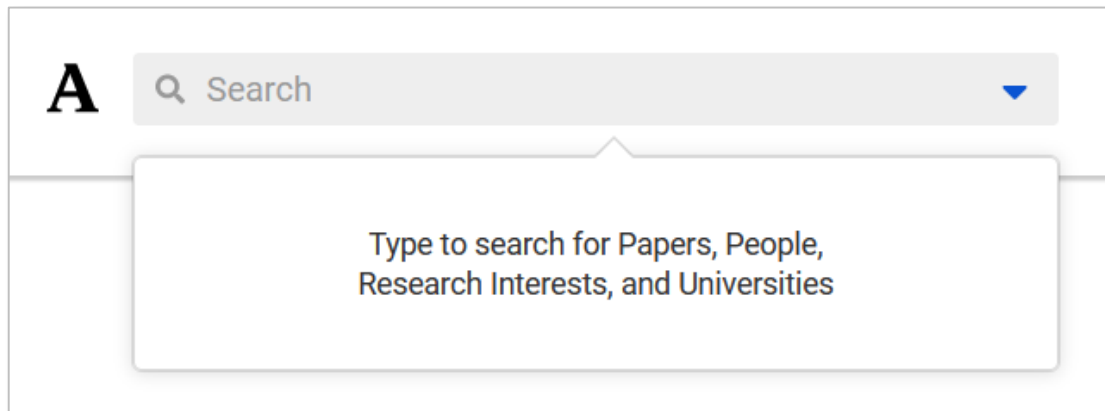 A
Search
Type to search for Papers, People,
Research Interests, and Universities